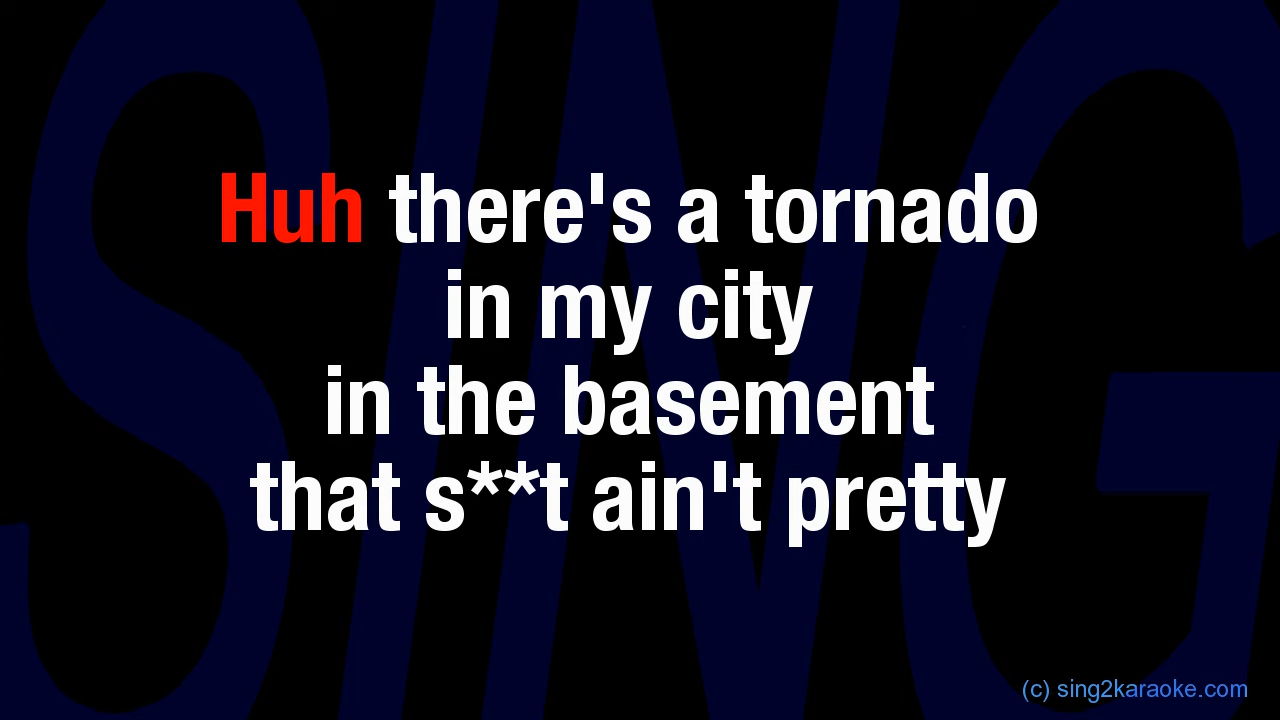 SING
Huh there's a tornado
in my city
in the basement
that s**t ain't pretty
(c) sing2karaoke.com